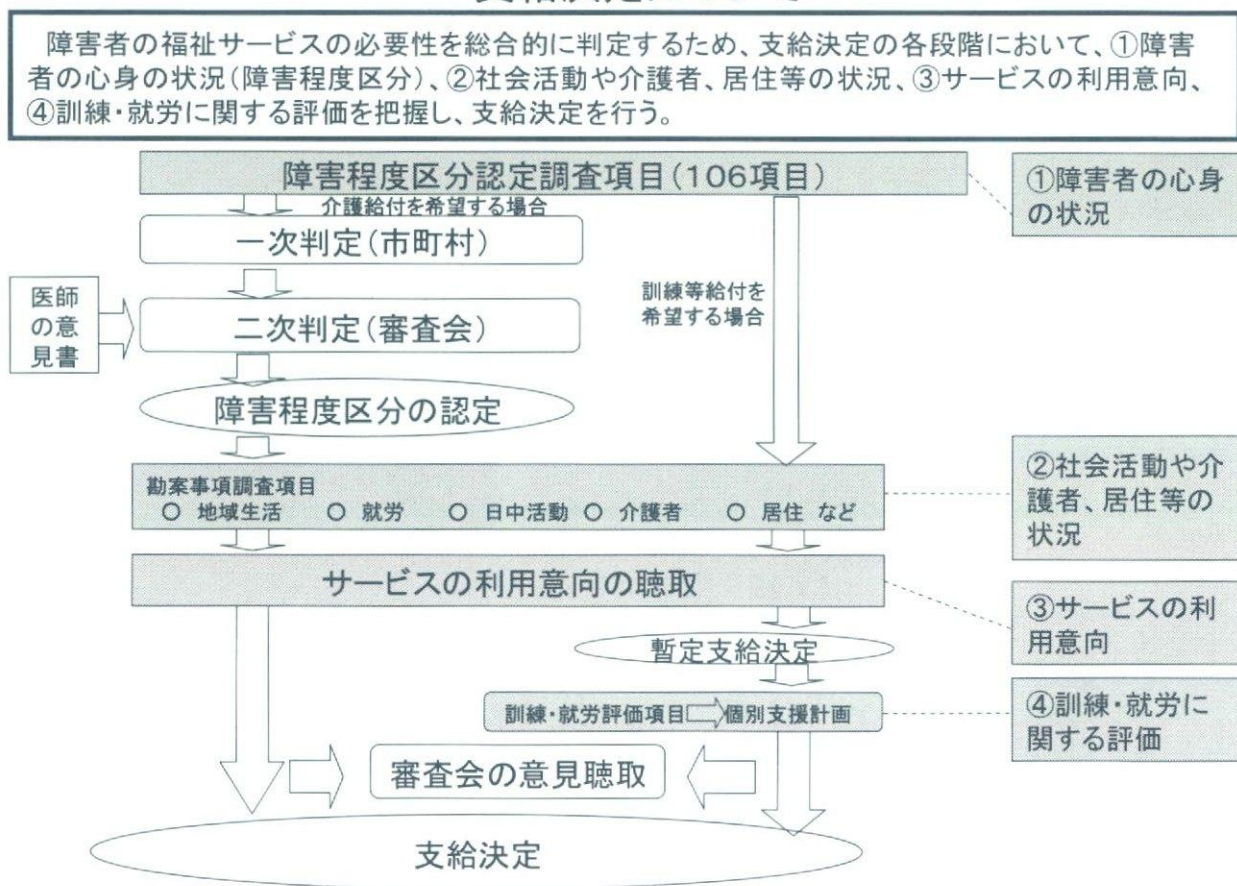 障害者の福祉サービスの必要性を総合的に判定するため、支給決定の各段階において、①障害
者の心身の状況(障害程度区分)、②社会活動や介護者、居住等の状況、③サービスの利用意向、
④訓練・就労に関する評価を把握し、支給決定を行う。
障害程度区分認定調査項目(106項目)
①障害者の心身
の状況
介護給付を希望する場合
一次判定(市町村)
訓練等給付を
希望する場合
医師
の意
見書
二次判定(審査会)
障害程度区分の認定
勘案事項調査項目
○ 地域生活 ○ 就労 ○ 日中活動 ○ 介護者 ○ 居住 など
②社会活動や介
護者、居住等の
状況
サービスの利用意向の聴取
③サービスの利
用意向
暫定支給決定
訓練・就労評価項目 個別支援計画
④訓練・就労に
関する評価
審査会の意見聴取
支給決定